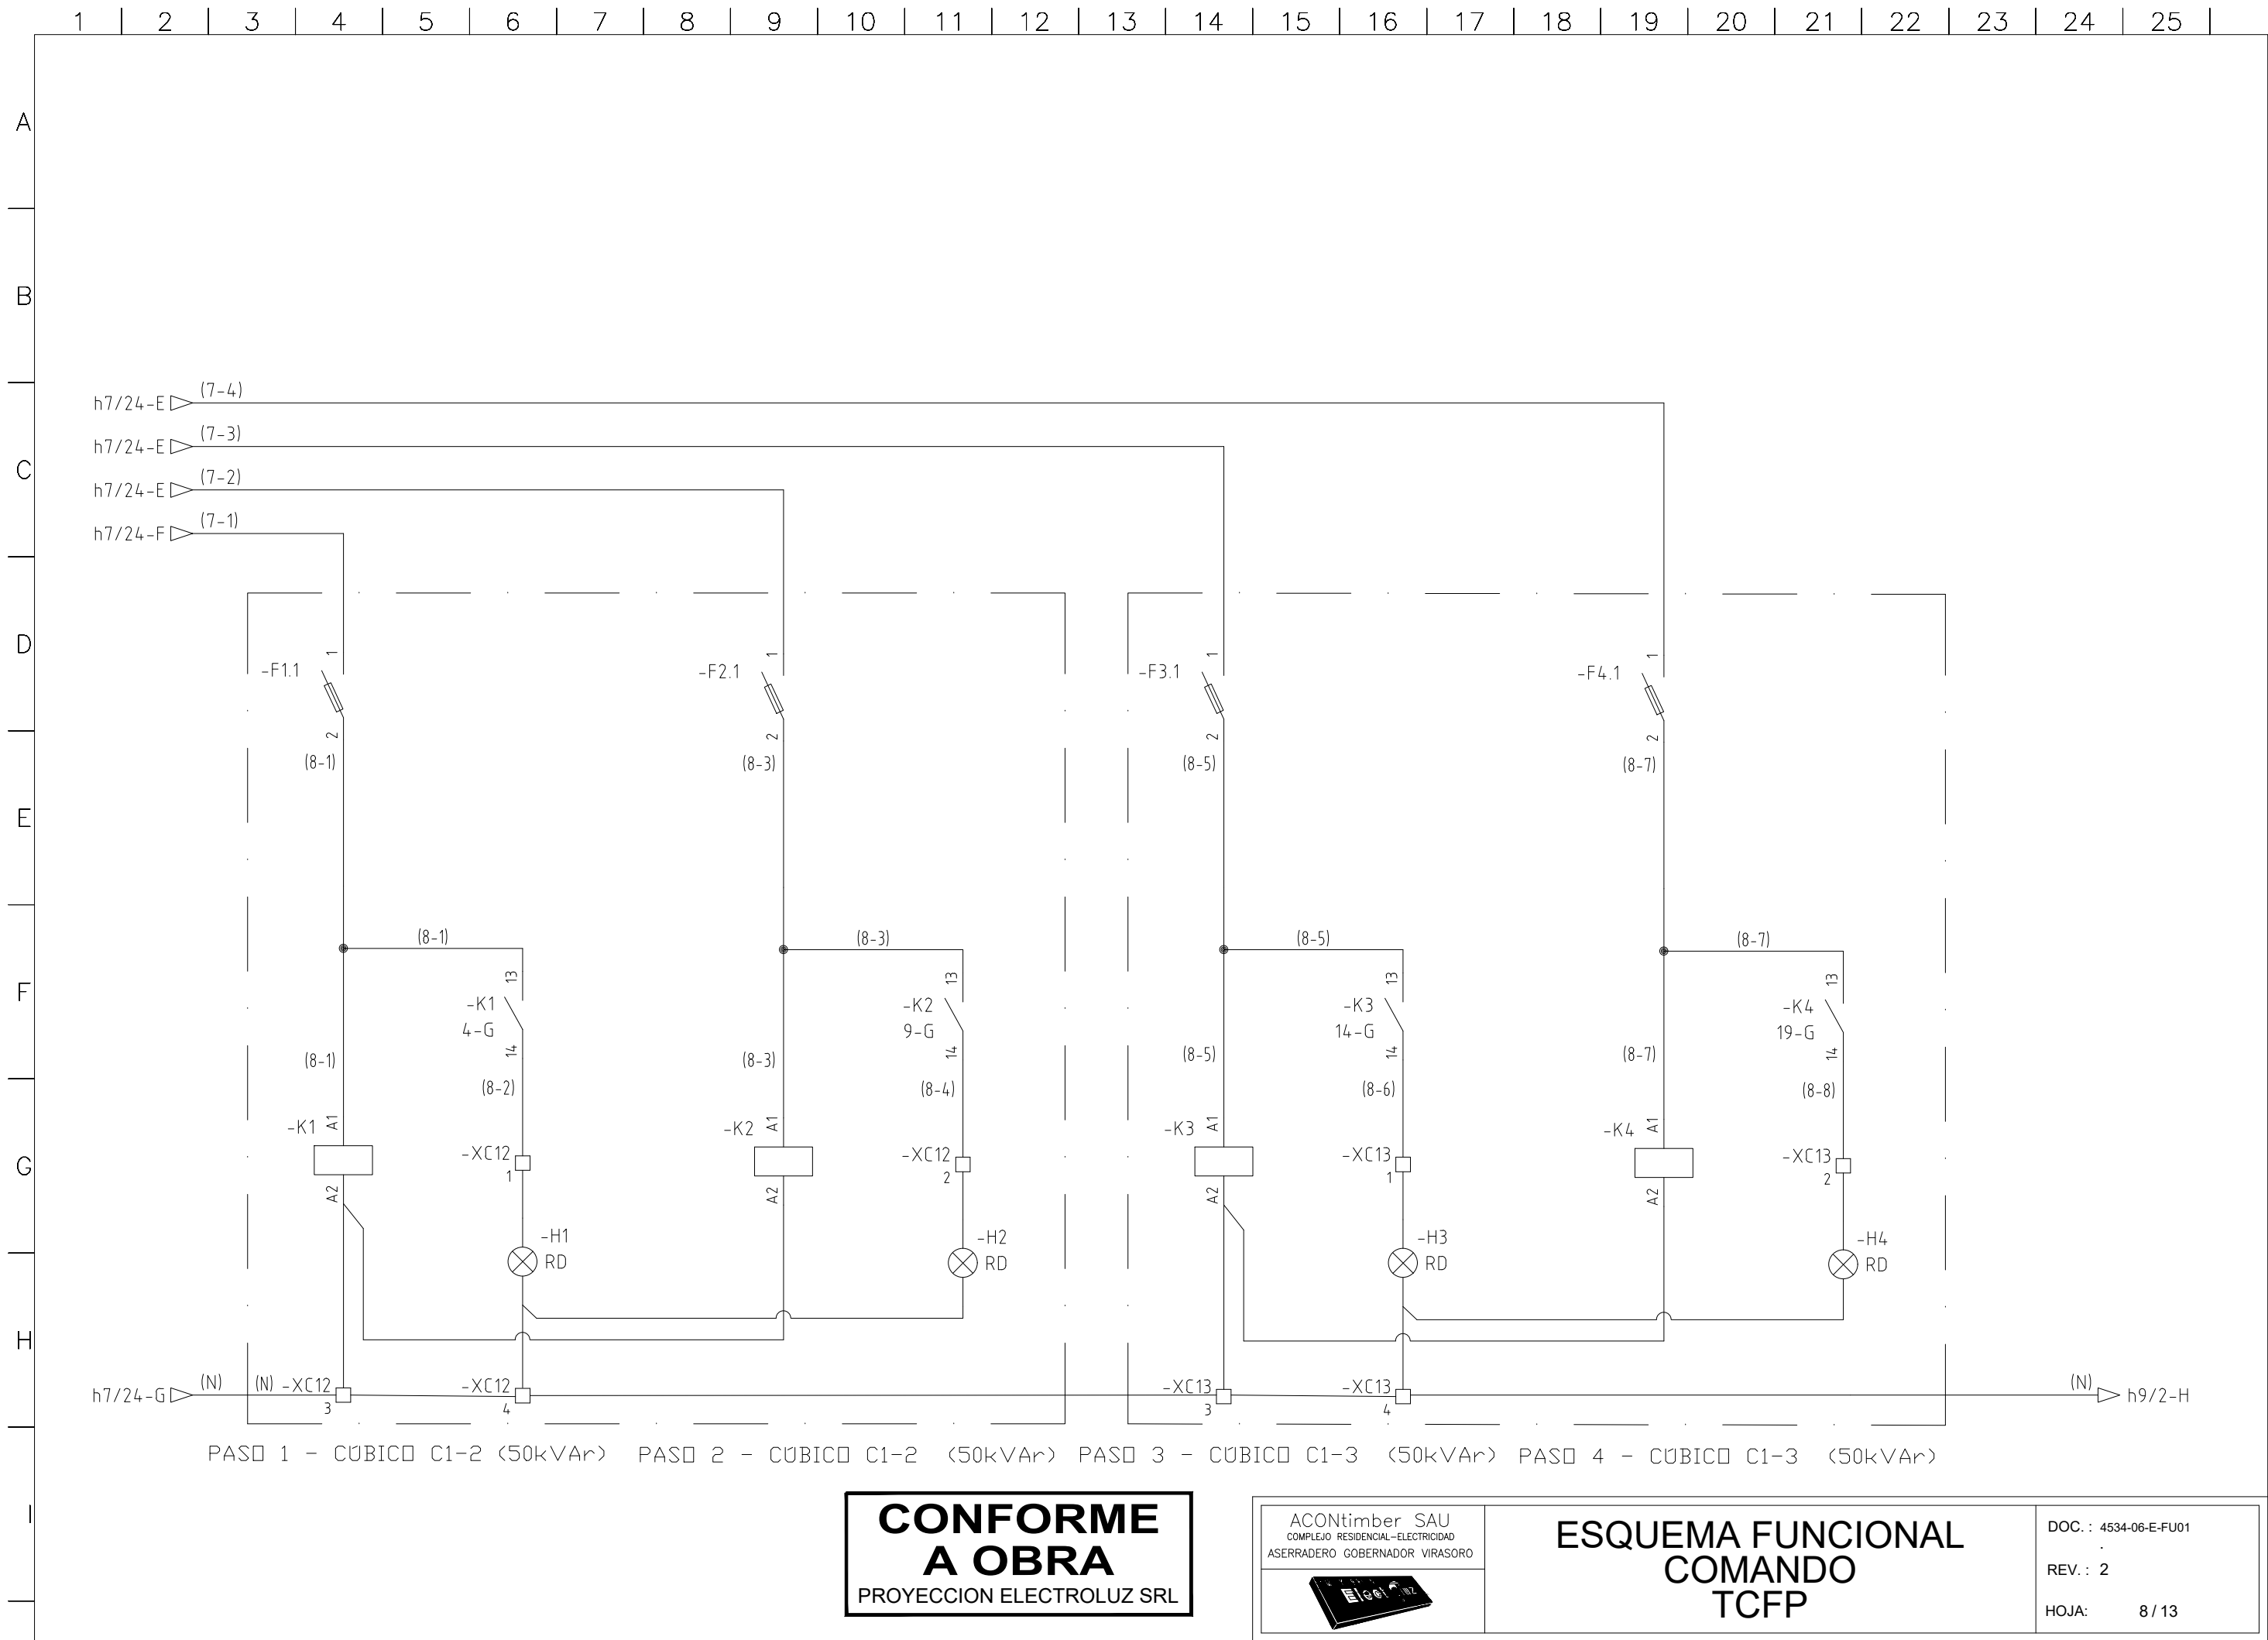 1 2 3 4 5 6 7 8 9 10 11 12 13 14 15 16 17 18 19 20 21 22 23 24 25
A
B
C
D
E
F
G
H
I
h7/24-E (7-4)
h7/24-E (7-3)
h7/24-E (7-2)
h7/24-F (7-1)
-F1.1 1 2
-F2.1 1 2
-F3.1 1 2
-F4.1 1 2
(8-1) (8-3) (8-5) (8-7)
(8-1) (8-3) (8-5) (8-7)
-K1 4-G 13 14
-K2 9-G 13 14
-K3 14-G 13 14
-K4 19-G 13 14
(8-1) (8-3) (8-5) (8-7)
(8-2) (8-4) (8-6) (8-8)
-K1 A1 A2
-XC12 1
-K2 A1 A2
-XC12 2
-K3 A1 A2
-XC13 1
-K4 A1 A2
-XC13 2
-H1 RD
-H2 RD
-H3 RD
-H4 RD
h7/24-G (N) (N) -XC12 3 -XC12 4 -XC13 3 -XC13 4 (N) h9/2-H
PASO 1 - CÚBICO C1-2 (50kVAr) PASO 2 - CÚBICO C1-2 (50kVAr) PASO 3 - CÚBICO C1-3 (50kVAr) PASO 4 - CÚBICO C1-3 (50kVAr)
CONFORME
A OBRA
PROYECCION ELECTROLUZ SRL
ACONtimber SAU
COMPLEJO RESIDENCIAL-ELECTRICIDAD
ASERRADERO GOBERNADOR VIRASORO
ESQUEMA FUNCIONAL
COMANDO
TCFP
DOC. : 4534-06-E-FU01
.
REV. : 2
HOJA: 8 / 13